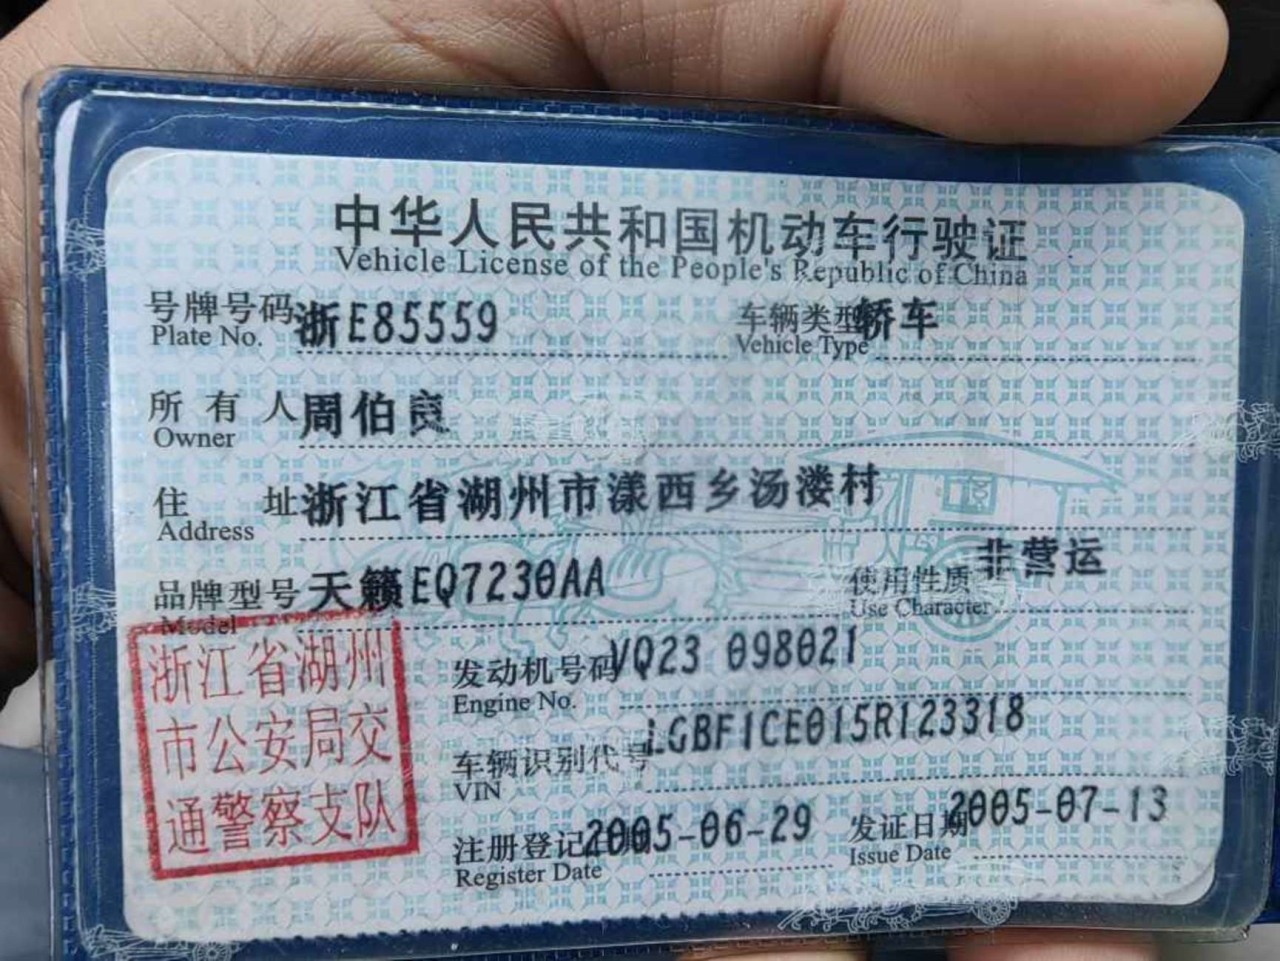 中华人民共和国机动车行驶证
Vehicle License of the People's Republic of China
号牌号码 浙E85559 车辆类型 轿车
Plate No. Vehicle Type
所有人 周伯良
Owner
住址 浙江省湖州市漾西乡汤溇村
Address
品牌型号 天籁EQ7230AA 使用性质 非营运
Model Use Character
浙江省湖州
市公安局交
通警察支队
发动机号码 VQ23 098021
Engine No.
车辆识别代号 LGBF1CE015R123318
VIN
注册登记日期 2005-06-29 发证日期 2005-07-13
Register Date Issue Date